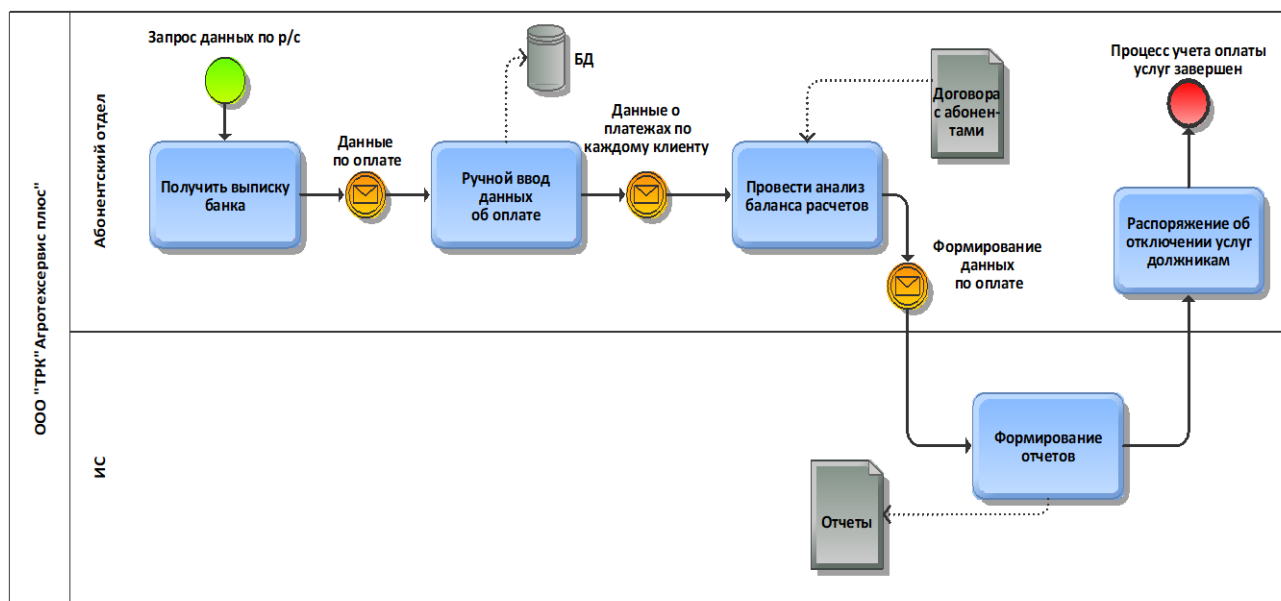 ООО "ТРК"Агротехсервис плюс"
Абонентский отдел
Запрос данных по р/с
Получить выписку
банка
Данные
по оплате
Ручной ввод
данных
об оплате
БД
Данные о
платежах по
каждому клиенту
Провести анализ
баланса расчетов
Договора
с абонен-
тами
Формирование
данных
по оплате
Процесс учета оплаты
услуг завершен
Распоряжение об
отключении услуг
должникам
ИС
Формирование
отчетов
Отчеты